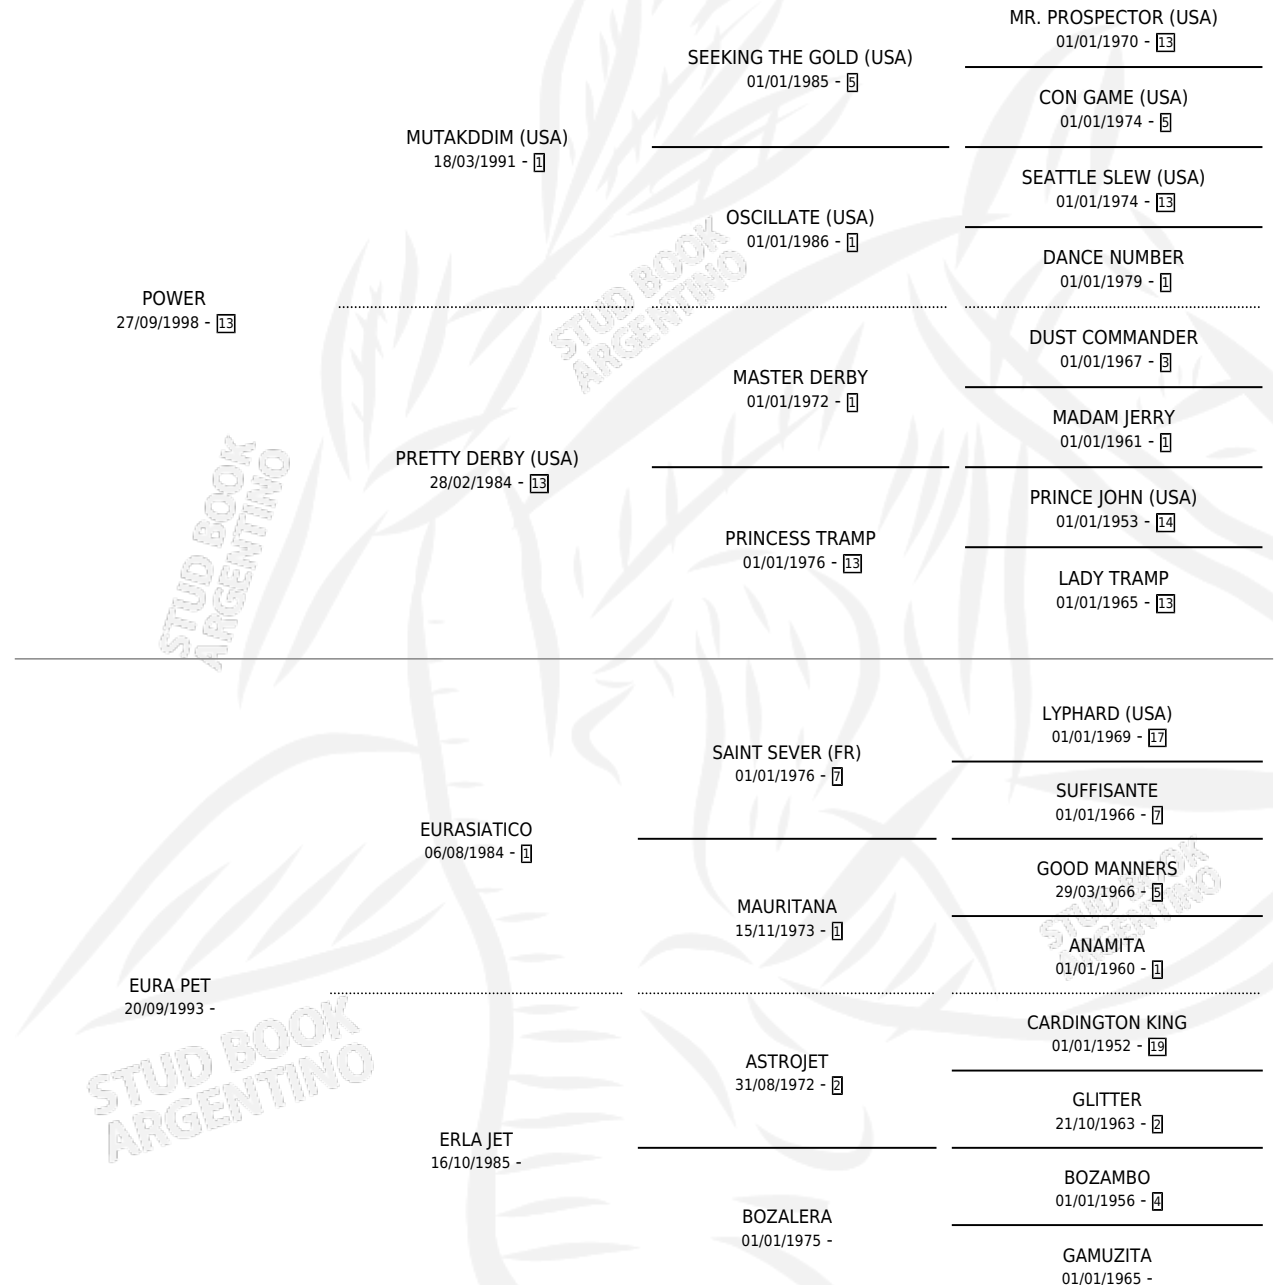 MR. PROSPECTOR (USA)
01/01/1970 - 13
SEEKING THE GOLD (USA)
01/01/1985 - 5
CON GAME (USA)
01/01/1974 - 5
MUTAKDDIM (USA)
18/03/1991 - 1
SEATTLE SLEW (USA)
01/01/1974 - 13
OSCILLATE (USA)
01/01/1986 - 1
DANCE NUMBER
01/01/1979 - 1
POWER
27/09/1998 - 13
DUST COMMANDER
01/01/1967 - 3
MASTER DERBY
01/01/1972 - 1
MADAM JERRY
01/01/1961 - 1
PRETTY DERBY (USA)
28/02/1984 - 13
PRINCE JOHN (USA)
01/01/1953 - 14
PRINCESS TRAMP
01/01/1976 - 13
LADY TRAMP
01/01/1965 - 13
LYPHARD (USA)
01/01/1969 - 17
SAINT SEVER (FR)
01/01/1976 - 7
SUFFISANTE
01/01/1966 - 7
EURASIATICO
06/08/1984 - 1
GOOD MANNERS
29/03/1966 - 5
MAURITANA
15/11/1973 - 1
ANAMITA
01/01/1960 - 1
EURA PET
20/09/1993 -
CARDINGTON KING
01/01/1952 - 19
ASTROJET
31/08/1972 - 2
GLITTER
21/10/1963 - 2
ERLA JET
16/10/1985 -
BOZAMBO
01/01/1956 - 4
BOZALERA
01/01/1975 -
GAMUZITA
01/01/1965 -
STUD BOOK
ARGENTINO
STUD BOOK
ARGENTINO
STUD BOOK
ARGENTINO
STUD BOOK
ARGENTINO